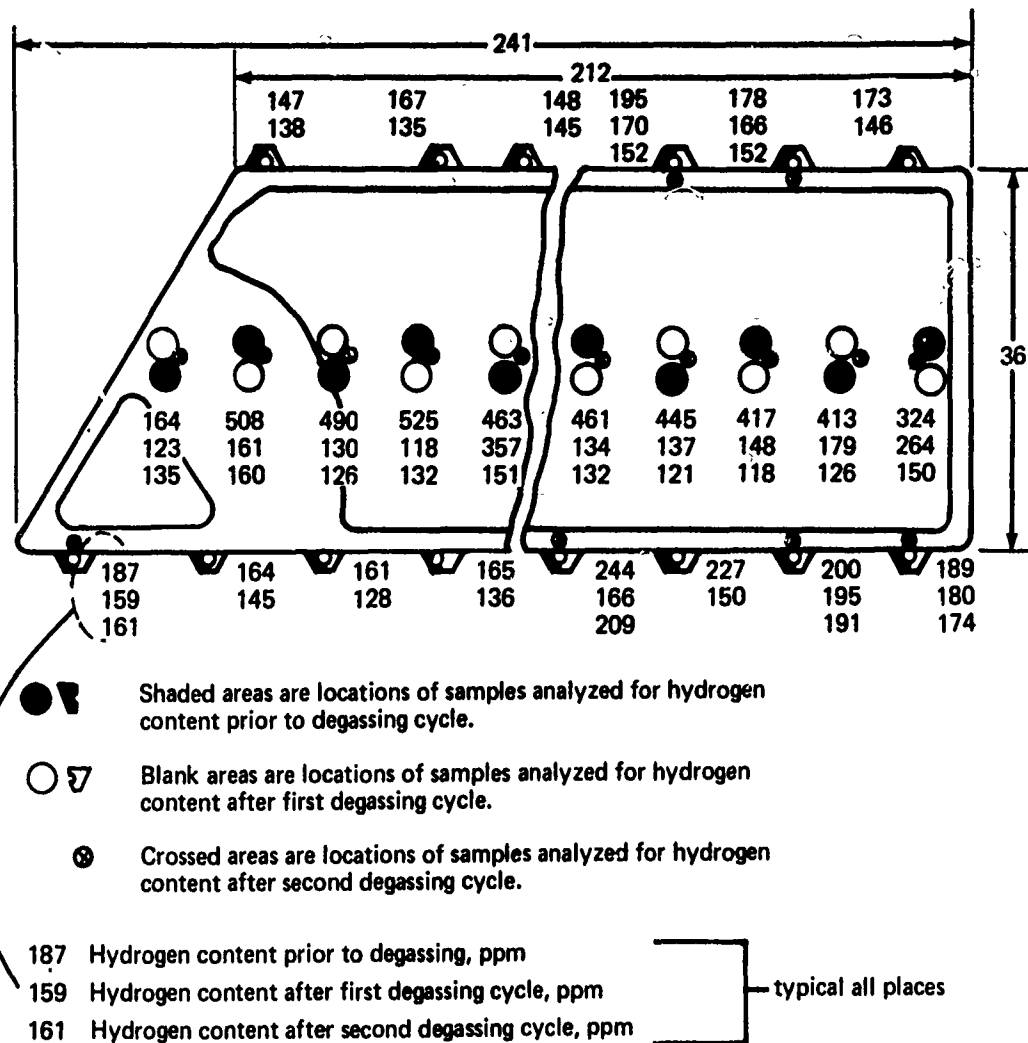 241
212
147 167 148 195 178 173
138 135 145 170 166 146
152 152
36
164 508 490 525 463 461 445 417 413 324
123 161 130 118 357 134 137 148 179 264
135 160 126 132 151 132 121 118 126 150
187 164 161 165 244 227 200 189
159 145 128 136 166 150 195 180
161 209 191 174
Shaded areas are locations of samples analyzed for hydrogen
content prior to degassing cycle.
Blank areas are locations of samples analyzed for hydrogen
content after first degassing cycle.
Crossed areas are locations of samples analyzed for hydrogen
content after second degassing cycle.
187 Hydrogen content prior to degassing, ppm
159 Hydrogen content after first degassing cycle, ppm
typical all places
161 Hydrogen content after second degassing cycle, ppm